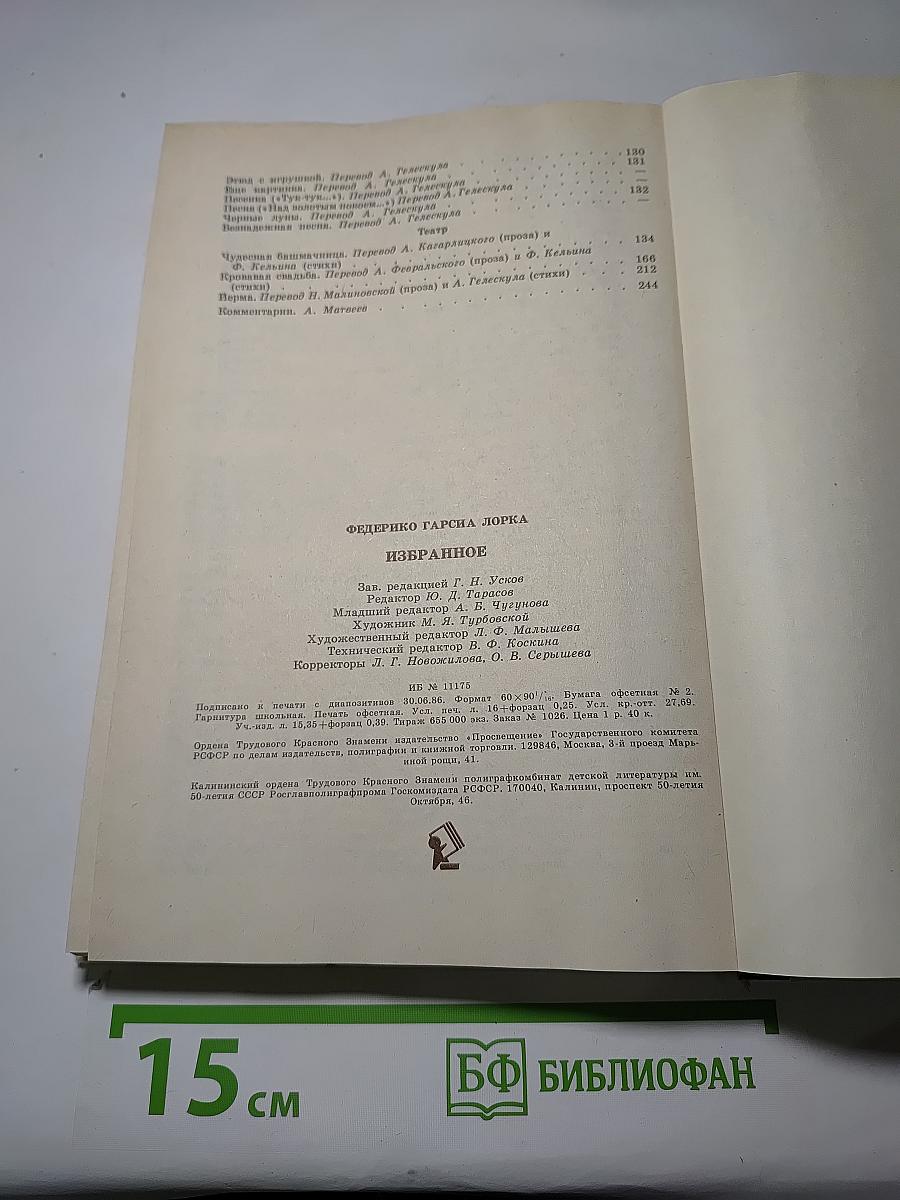 Этюд с игрушкой. Перевод А. Гелескула . . . 130
Еще картинка. Перевод А. Гелескула . . . 131
Песенка («Тук-тук...»). Перевод А. Гелескула . . . —
Песня («Над золотым покоем...») Перевод А. Гелескула . . . —
Черные луны. Перевод А. Гелескула . . . 132
Безнадежная песня. Перевод А. Гелескула . . . —
Театр
Чудесная башмачница. Перевод А. Кагарлицкого (проза) и
Ф. Кельина (стихи) . . . 134
Кровавая свадьба. Перевод А. Февральского (проза) и Ф. Кельина
(стихи) . . . 166
Йерма. Перевод Н. Малиновской (проза) и А. Гелескула (стихи) . . . 212
Комментарии. А. Матвеев . . . 244
ФЕДЕРИКО ГАРСИА ЛОРКА
ИЗБРАННОЕ
Зав. редакцией Г. Н. Усков
Редактор Ю. Д. Тарасов
Младший редактор А. Б. Чугунова
Художник М. Я. Турбовской
Художественный редактор Л. Ф. Малышева
Технический редактор В. Ф. Коскина
Корректоры Л. Г. Новожилова, О. В. Серышева
ИБ № 11175
Подписано к печати с диапозитивов 30.06.86. Формат 60×90¹/₁₆. Бумага офсетная № 2.
Гарнитура школьная. Печать офсетная. Усл. печ. л. 16+форзац 0,25. Усл. кр.-отт. 27,69.
Уч.-изд. л. 15,35+форзац 0,39. Тираж 655 000 экз. Заказ № 1026. Цена 1 р. 40 к.
Ордена Трудового Красного Знамени издательство «Просвещение» Государственного комитета
РСФСР по делам издательств, полиграфии и книжной торговли. 129846, Москва, 3-й проезд Марь-
иной рощи, 41.
Калининский ордена Трудового Красного Знамени полиграфкомбинат детской литературы им.
50-летия СССР Росглавполиграфпрома Госкомиздата РСФСР. 170040, Калинин, проспект 50-летия
Октября, 46.
15 см
БФ БИБЛИОФАН